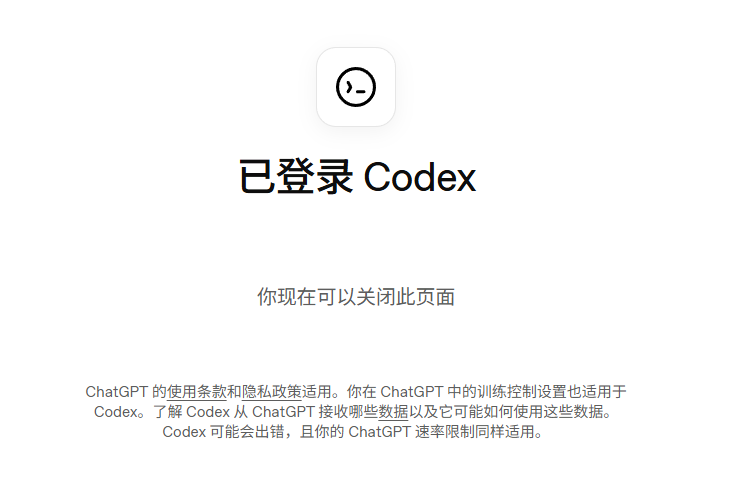 已登录 Codex
你现在可以关闭此页面
ChatGPT 的使用条款和隐私政策适用。你在 ChatGPT 中的训练控制设置也适用于
Codex。了解 Codex 从 ChatGPT 接收哪些数据以及它可能如何使用这些数据。
Codex 可能会出错，且你的 ChatGPT 速率限制同样适用。